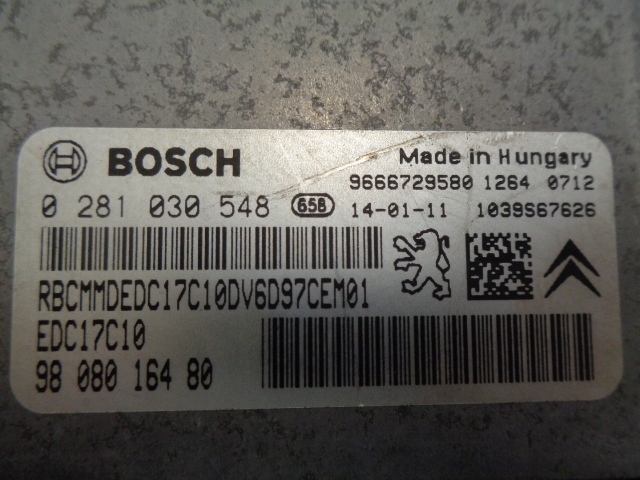 BOSCH
Made in Hungary
9666729580 1264 0712
0 281 030 548 65B 14-01-11 1039S67626
RBCMMDEDC17C10DV6D97CEM01
EDC17C10
98 080 164 80